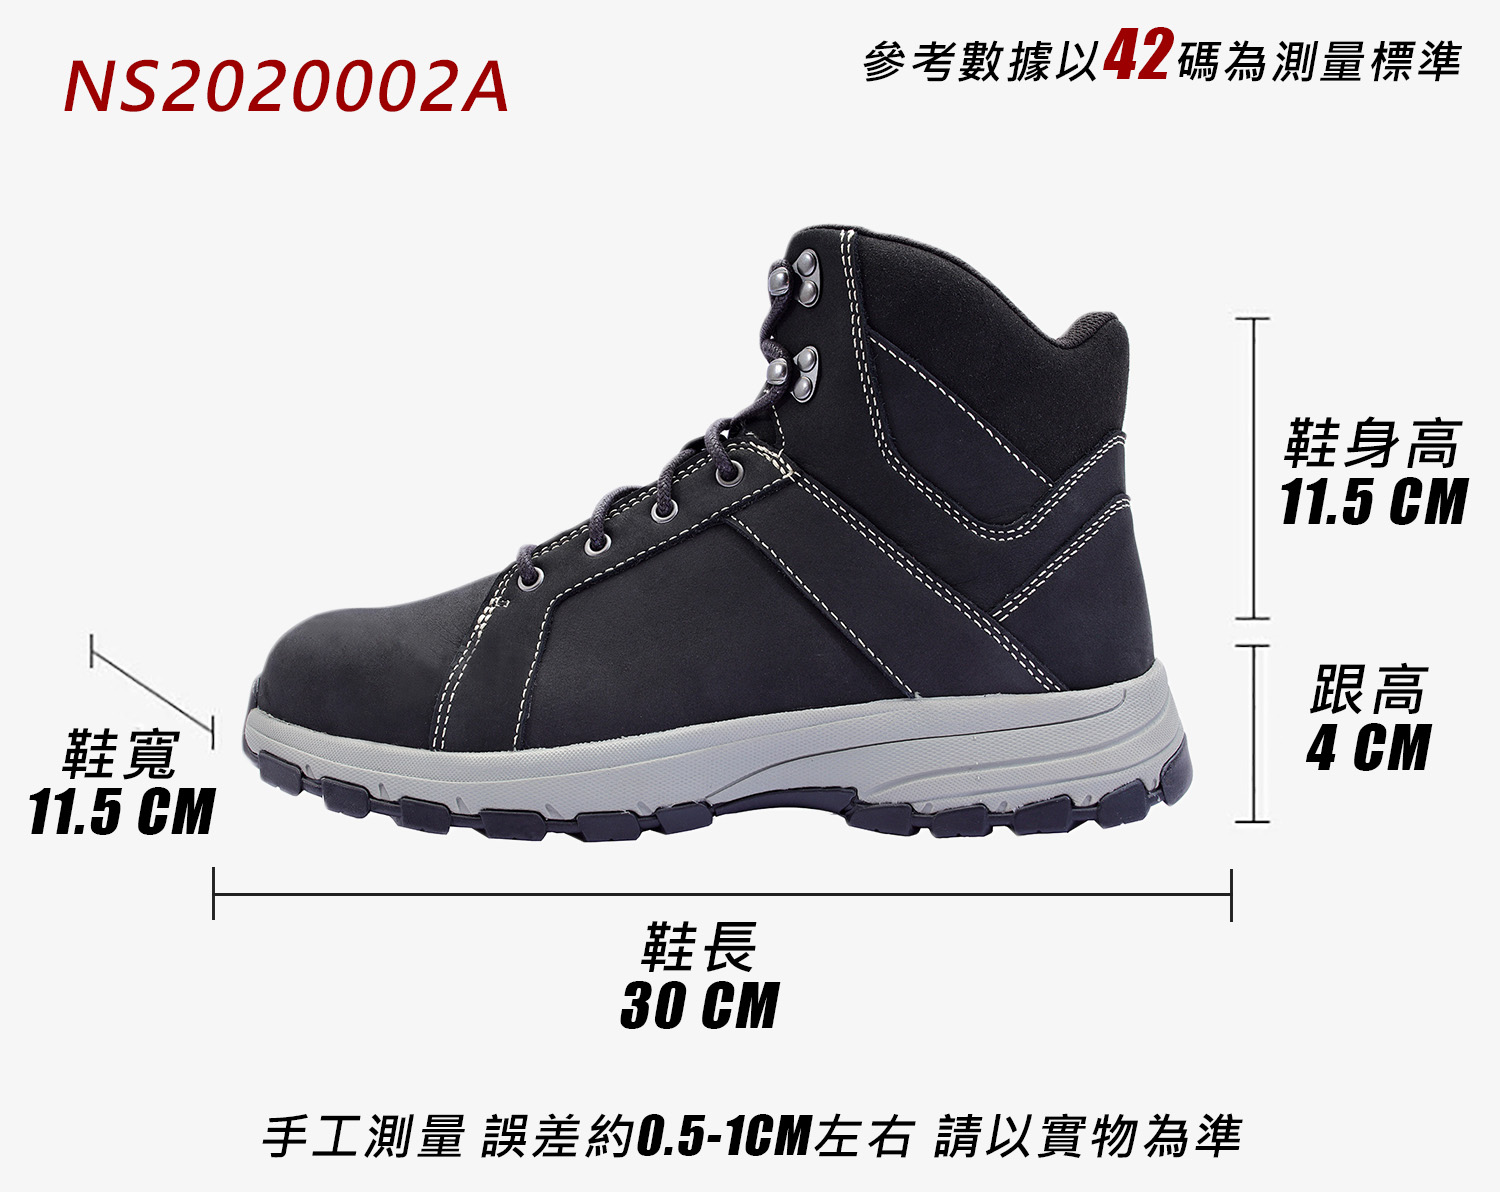 NS2020002A
參考數據以42碼為測量標準
鞋身高
11.5 CM
跟高
4 CM
鞋寬
11.5 CM
鞋長
30 CM
手工測量 誤差約0.5-1CM左右 請以實物為準